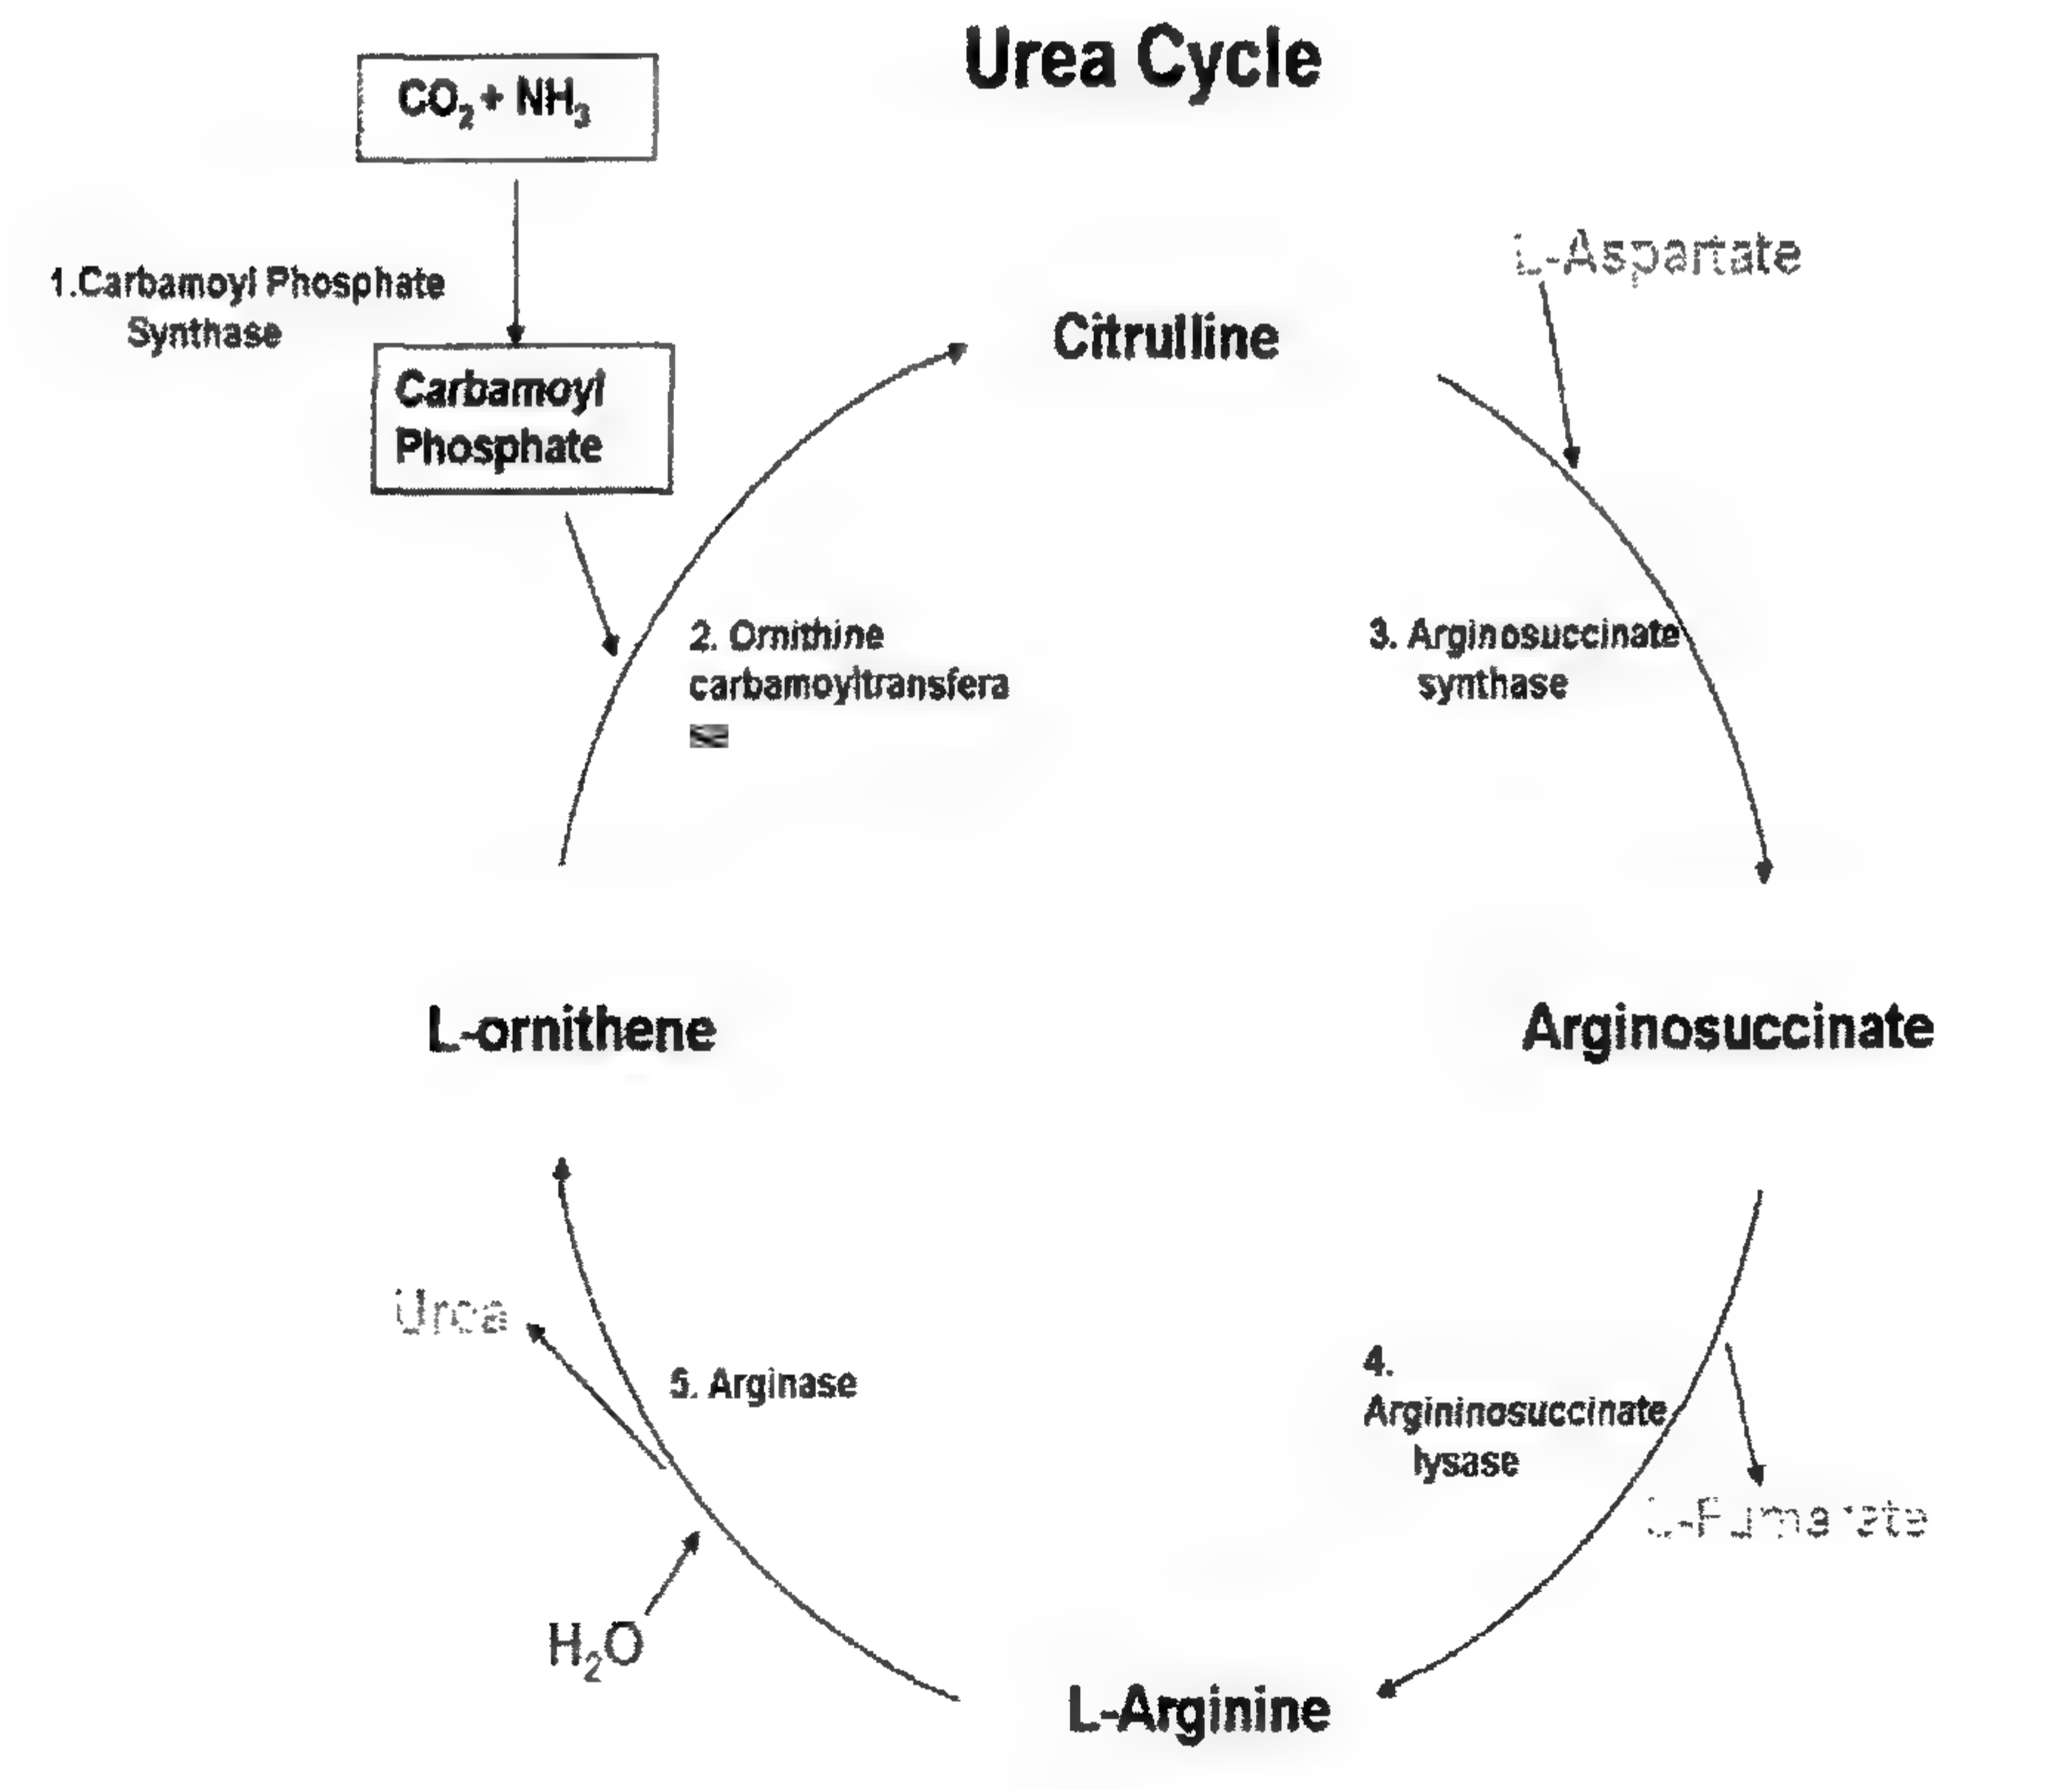 Urea Cycle
CO₂ + NH₃
1.Carbamoyl Phosphate
Synthase
Carbamoyl
Phosphate
L-Aspartate
Citrulline
2. Ornithine
carbamoyltransfera
3. Arginosuccinate
synthase
L-ornithene
Arginosuccinate
Urea
5. Arginase
4.
Argininosuccinate
lysase
L-Fumarate
H₂O
L-Arginine